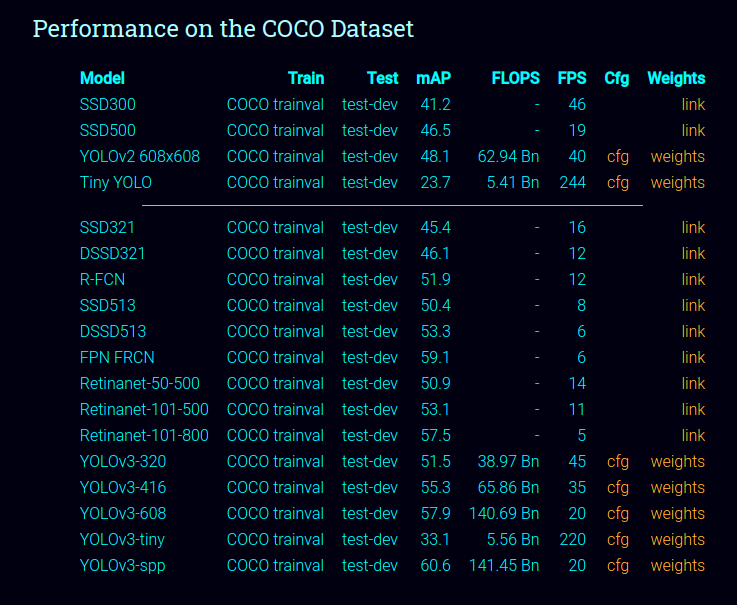 Performance on the COCO Dataset
Model Train Test mAP FLOPS FPS Cfg Weights
SSD300 COCO trainval test-dev 41.2 - 46 link
SSD500 COCO trainval test-dev 46.5 - 19 link
YOLOv2 608x608 COCO trainval test-dev 48.1 62.94 Bn 40 cfg weights
Tiny YOLO COCO trainval test-dev 23.7 5.41 Bn 244 cfg weights
SSD321 COCO trainval test-dev 45.4 - 16 link
DSSD321 COCO trainval test-dev 46.1 - 12 link
R-FCN COCO trainval test-dev 51.9 - 12 link
SSD513 COCO trainval test-dev 50.4 - 8 link
DSSD513 COCO trainval test-dev 53.3 - 6 link
FPN FRCN COCO trainval test-dev 59.1 - 6 link
Retinanet-50-500 COCO trainval test-dev 50.9 - 14 link
Retinanet-101-500 COCO trainval test-dev 53.1 - 11 link
Retinanet-101-800 COCO trainval test-dev 57.5 - 5 link
YOLOv3-320 COCO trainval test-dev 51.5 38.97 Bn 45 cfg weights
YOLOv3-416 COCO trainval test-dev 55.3 65.86 Bn 35 cfg weights
YOLOv3-608 COCO trainval test-dev 57.9 140.69 Bn 20 cfg weights
YOLOv3-tiny COCO trainval test-dev 33.1 5.56 Bn 220 cfg weights
YOLOv3-spp COCO trainval test-dev 60.6 141.45 Bn 20 cfg weights